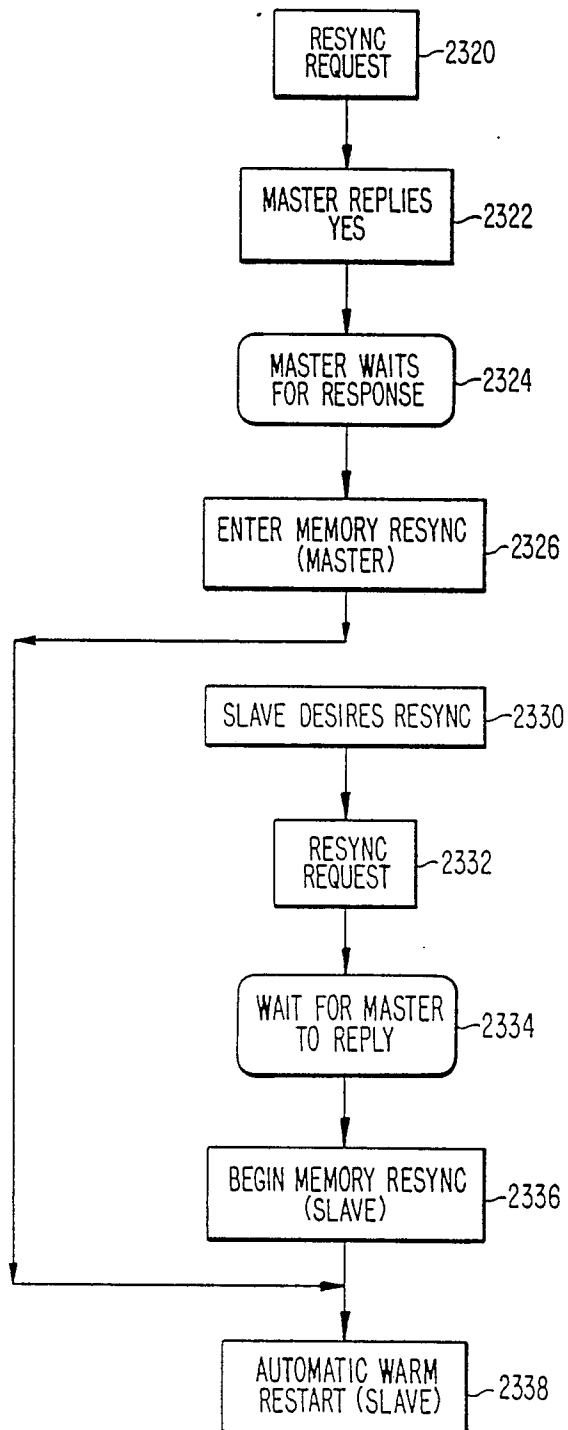 RESYNC
REQUEST
2320
MASTER REPLIES
YES
2322
MASTER WAITS
FOR RESPONSE
2324
ENTER MEMORY RESYNC
(MASTER)
2326
SLAVE DESIRES RESYNC
2330
RESYNC
REQUEST
2332
WAIT FOR MASTER
TO REPLY
2334
BEGIN MEMORY RESYNC
(SLAVE)
2336
AUTOMATIC WARM
RESTART (SLAVE)
2338